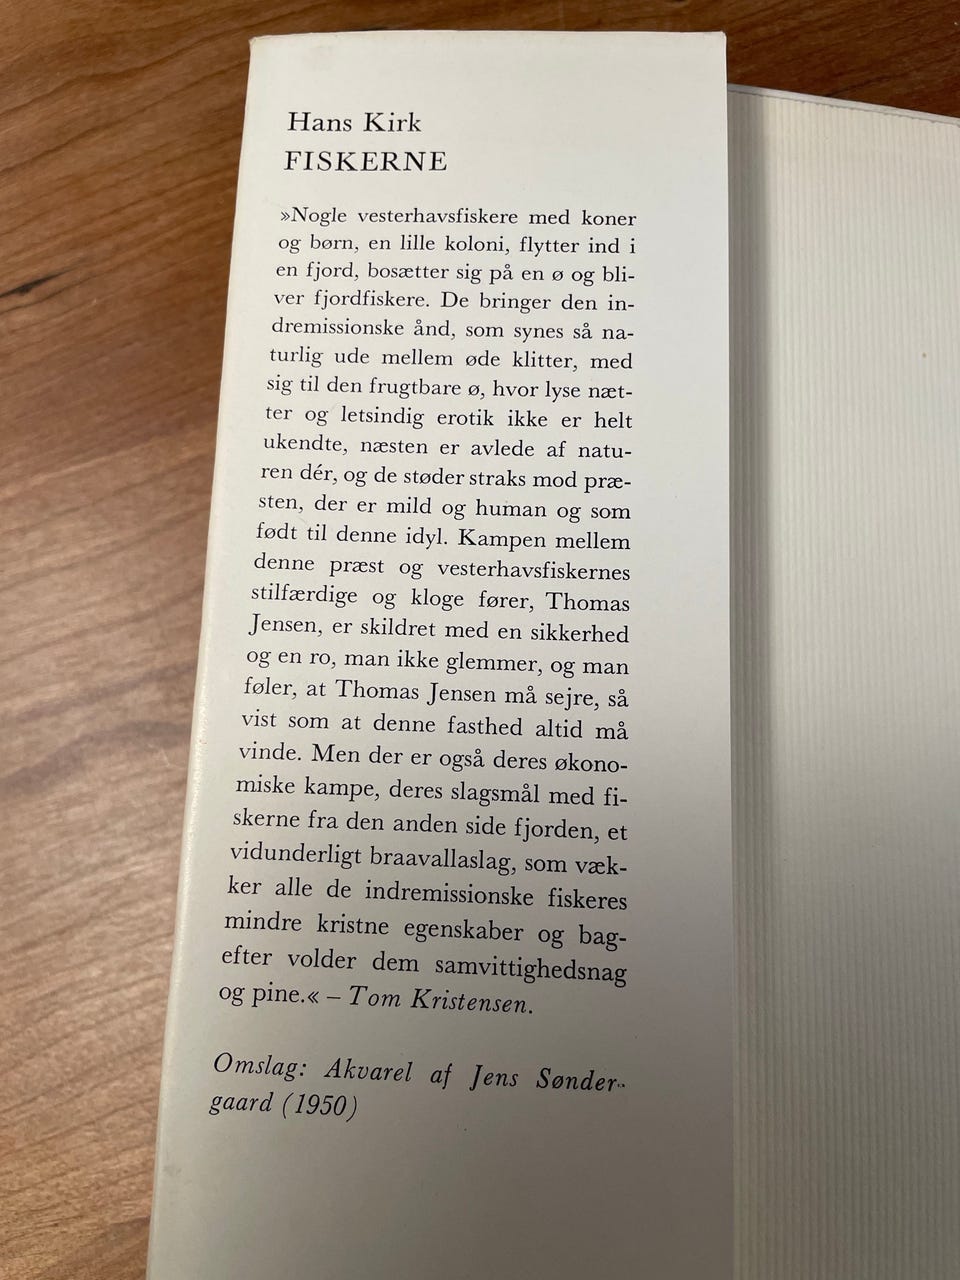 Hans Kirk
FISKERNE
»Nogle vesterhavsfiskere med koner
og børn, en lille koloni, flytter ind i
en fjord, bosætter sig på en ø og bli-
ver fjordfiskere. De bringer den in-
dremissionske ånd, som synes så na-
turlig ude mellem øde klitter, med
sig til den frugtbare ø, hvor lyse næt-
ter og letsindig erotik ikke er helt
ukendte, næsten er avlede af natu-
ren dér, og de støder straks mod præ-
sten, der er mild og human og som
født til denne idyl. Kampen mellem
denne præst og vesterhavsfiskernes
stilfærdige og kloge fører, Thomas
Jensen, er skildret med en sikkerhed
og en ro, man ikke glemmer, og man
føler, at Thomas Jensen må sejre, så
vist som at denne fasthed altid må
vinde. Men der er også deres økono-
miske kampe, deres slagsmål med fi-
skerne fra den anden side fjorden, et
vidunderligt braavallaslag, som væk-
ker alle de indremissionske fiskeres
mindre kristne egenskaber og bag-
efter volder dem samvittighedsnag
og pine.« – Tom Kristensen.
Omslag: Akvarel af Jens Sønder-
gaard (1950)